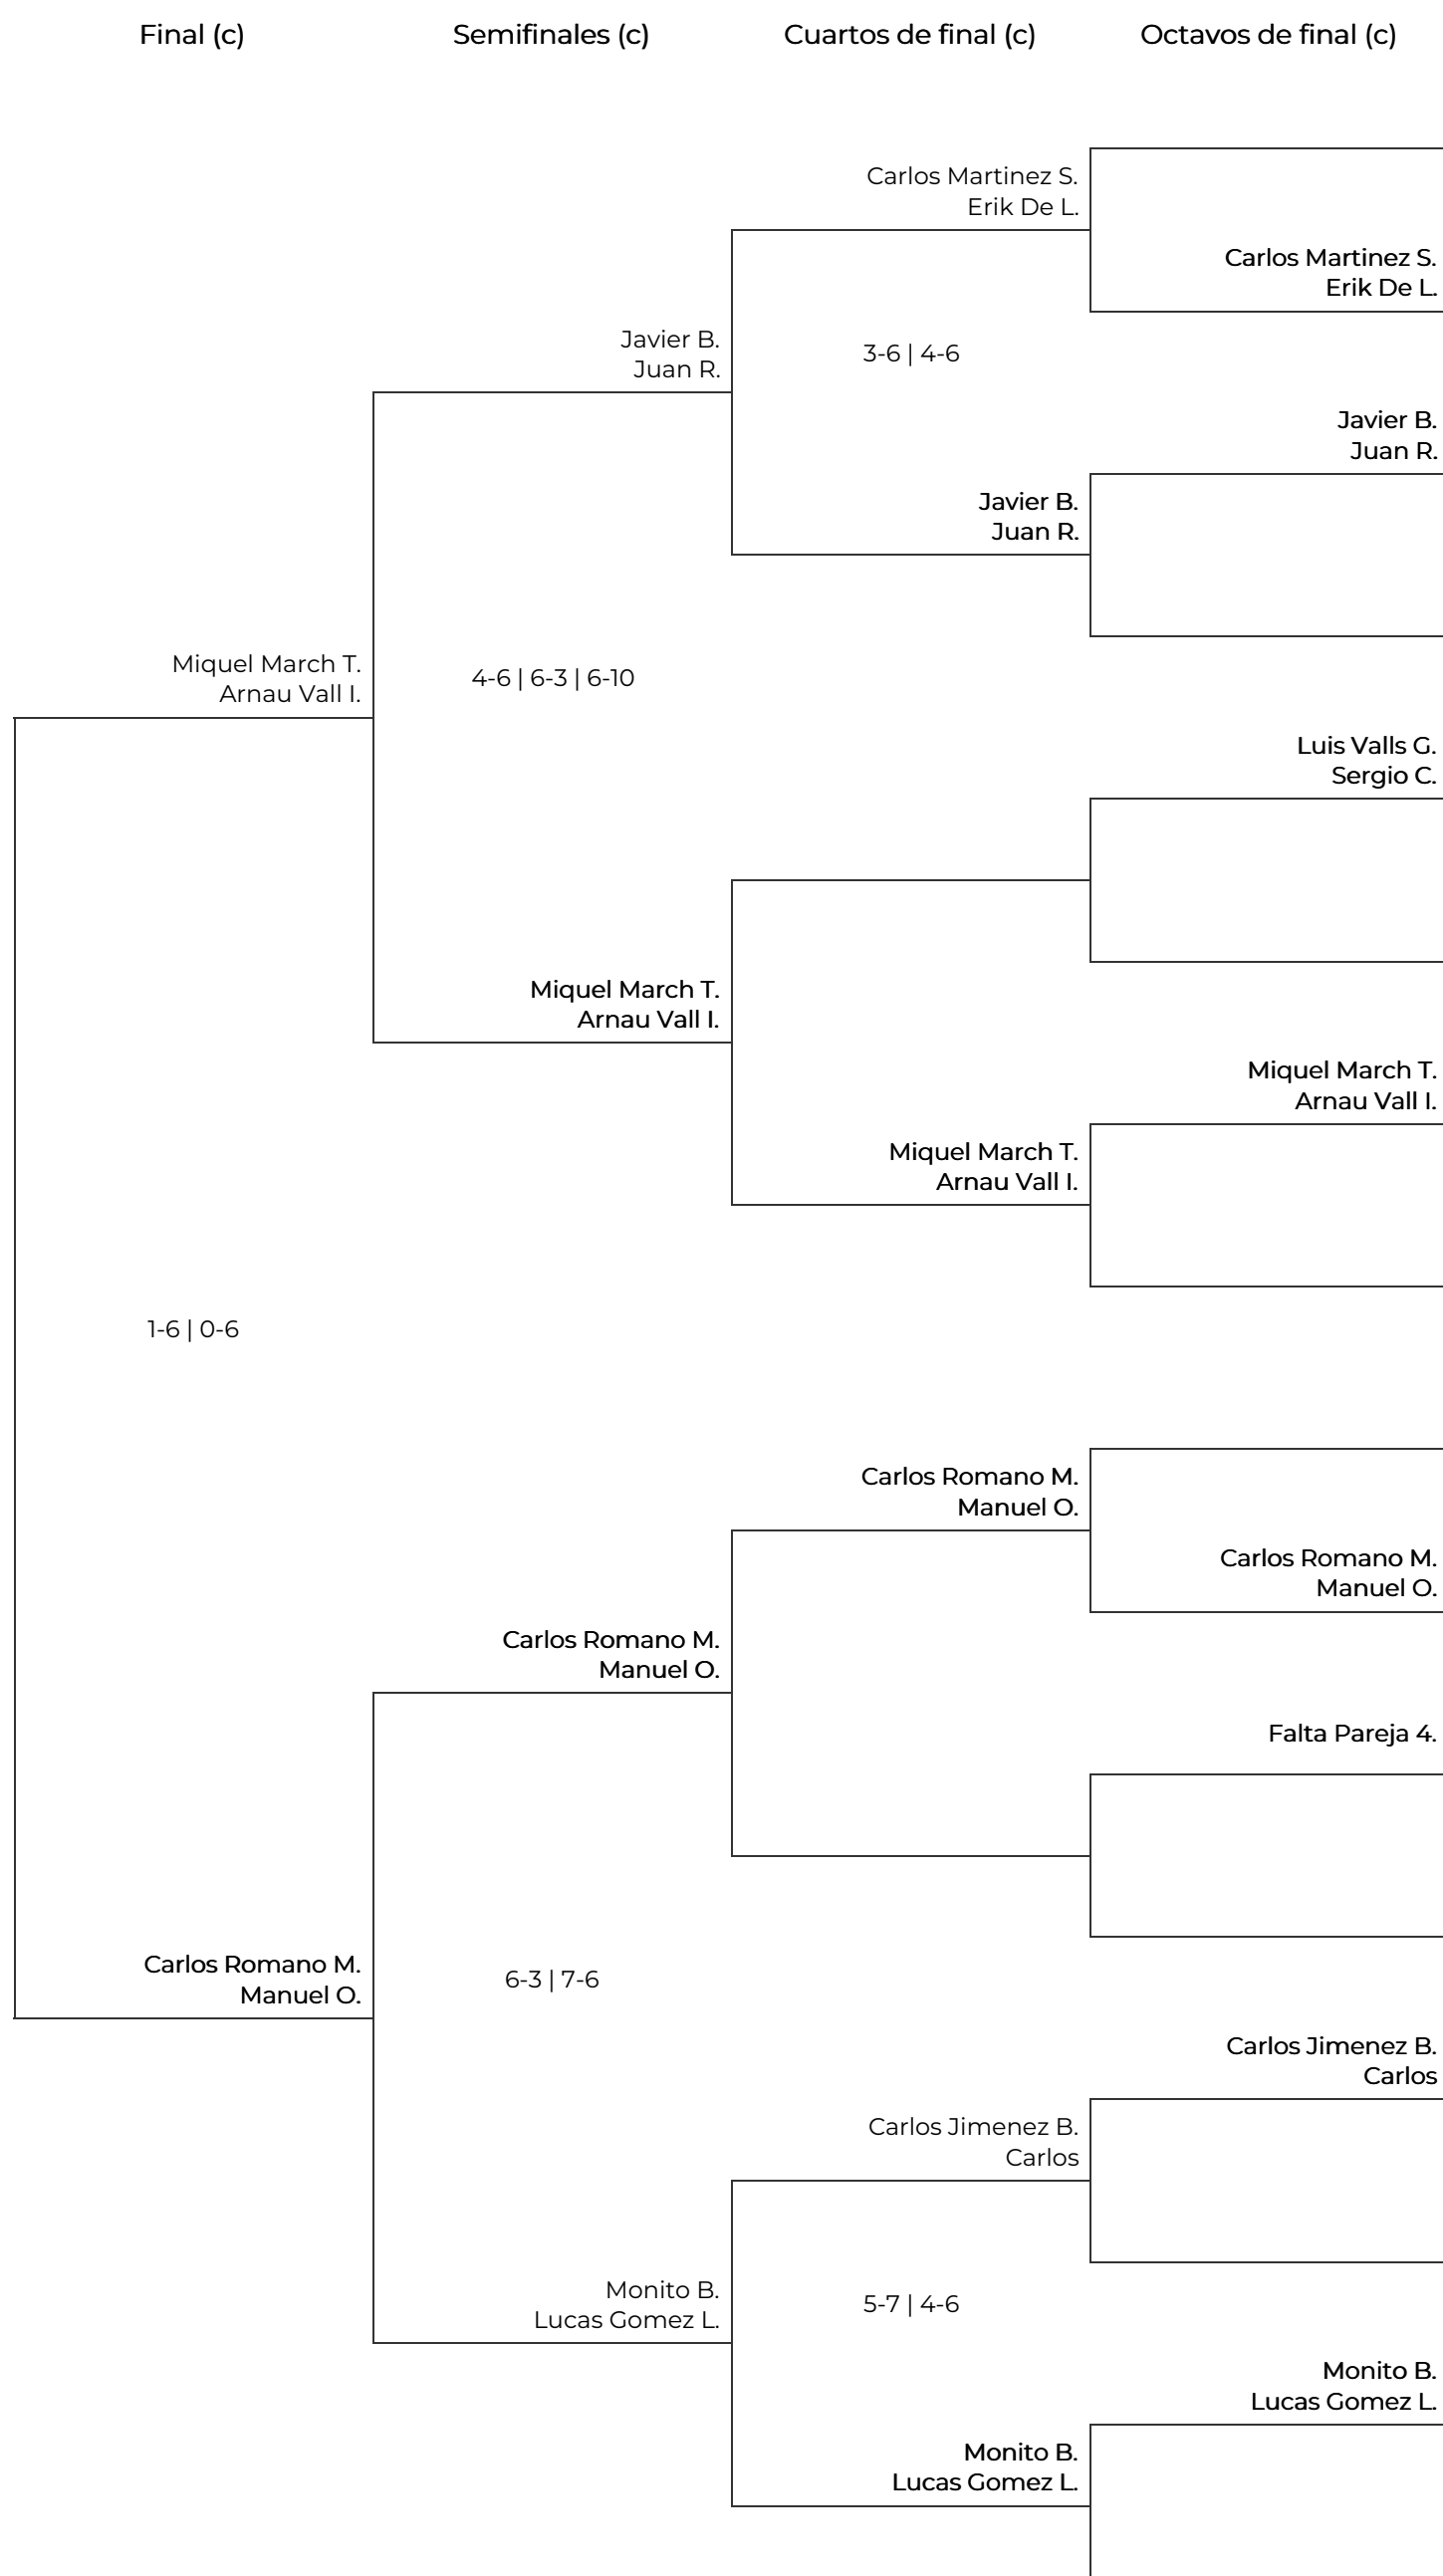 Final (c)
Semifinales (c)
Cuartos de final (c)
Octavos de final (c)
Carlos Martinez S.
Erik De L.
Carlos Martinez S.
Erik De L.
Javier B.
Juan R.
3-6 | 4-6
Javier B.
Juan R.
Javier B.
Juan R.
Miquel March T.
Arnau Vall I.
4-6 | 6-3 | 6-10
Luis Valls G.
Sergio C.
Miquel March T.
Arnau Vall I.
Miquel March T.
Arnau Vall I.
Miquel March T.
Arnau Vall I.
1-6 | 0-6
Carlos Romano M.
Manuel O.
Carlos Romano M.
Manuel O.
Carlos Romano M.
Manuel O.
Falta Pareja 4.
Carlos Romano M.
Manuel O.
6-3 | 7-6
Carlos Jimenez B.
Carlos
Carlos Jimenez B.
Carlos
Monito B.
Lucas Gomez L.
5-7 | 4-6
Monito B.
Lucas Gomez L.
Monito B.
Lucas Gomez L.